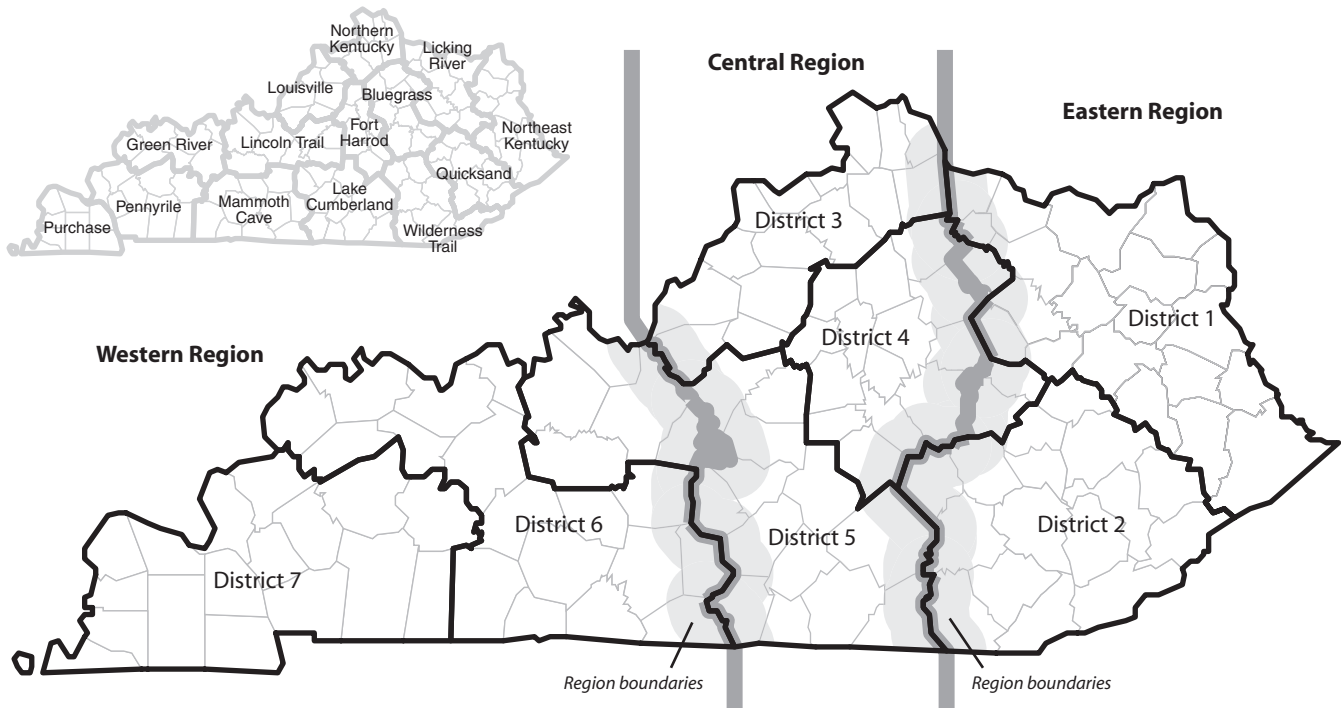 Northern
Kentucky
Licking
River
Louisville
Bluegrass
Fort
Harrod
Northeast
Kentucky
Green River
Lincoln Trail
Quicksand
Lake
Cumberland
Mammoth
Cave
Pennyrile
Purchase
Wilderness
Trail
Central Region
Eastern Region
Western Region
District 3
District 4
District 1
District 6
District 5
District 2
District 7
Region boundaries
Region boundaries